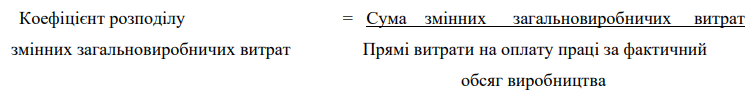 Коефіцієнт розподілу = Сума змінних загальновиробничих витрат
змінних загальновиробничих витрат Прямі витрати на оплату праці за фактичний
обсяг виробництва